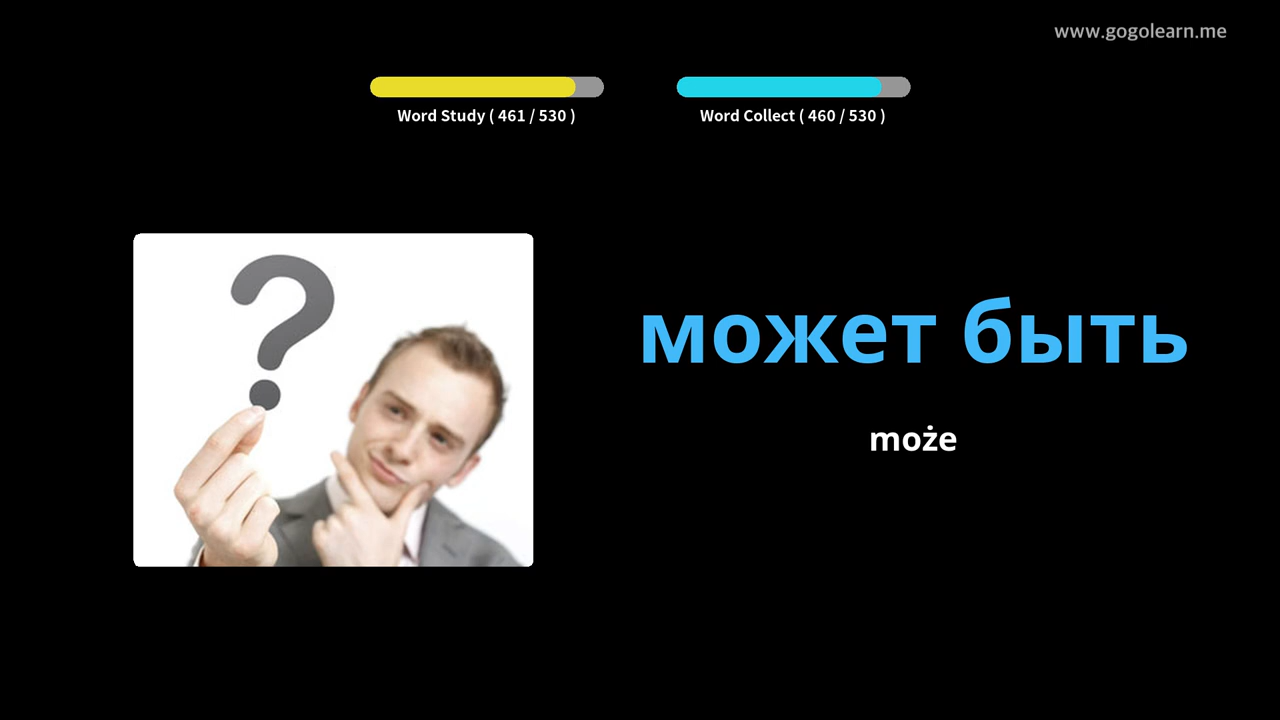 www.gogolearn.me
Word Study ( 461 / 530 )
Word Collect ( 460 / 530 )
?
может быть
może